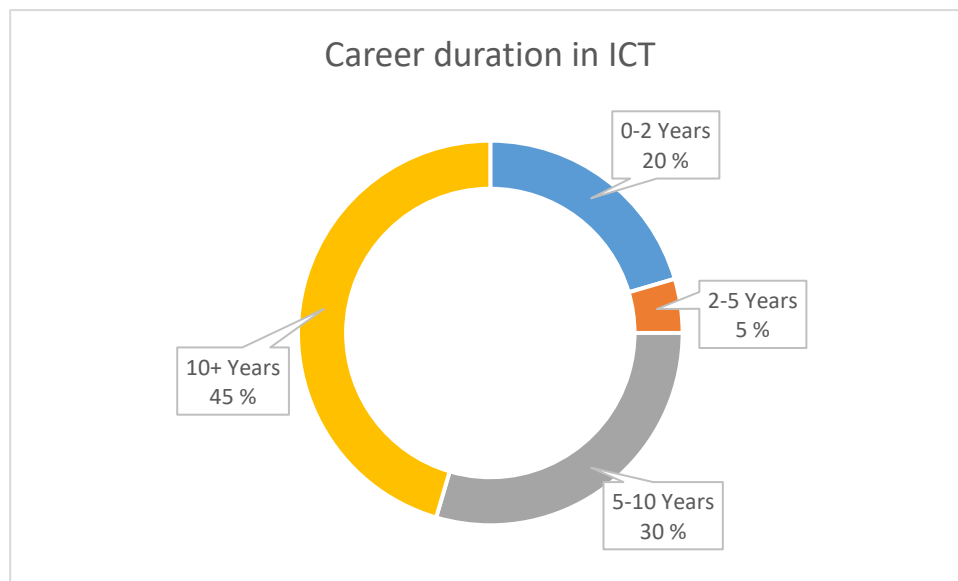 Career duration in ICT
0-2 Years
20 %
2-5 Years
5 %
10+ Years
45 %
5-10 Years
30 %